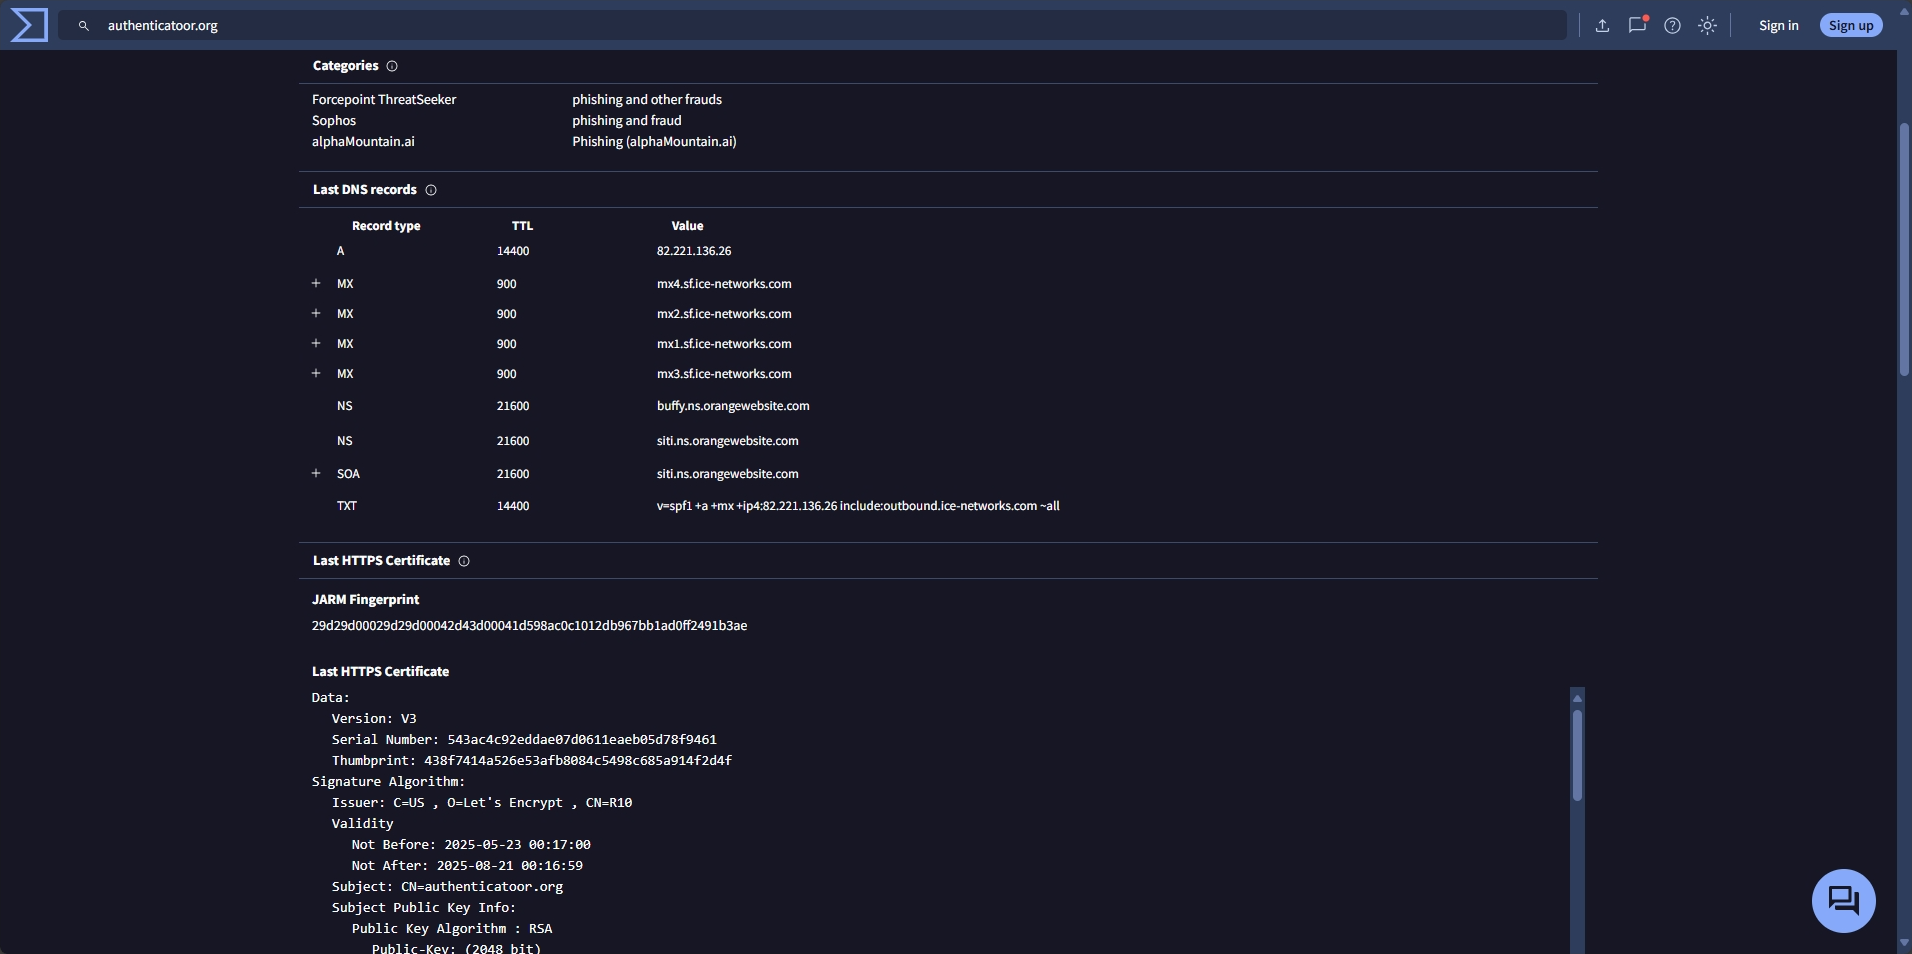 authenticatoor.org
Sign in
Sign up
Categories
Forcepoint ThreatSeeker phishing and other frauds
Sophos phishing and fraud
alphaMountain.ai Phishing (alphaMountain.ai)
Last DNS records
Record type TTL Value
A 14400 82.221.136.26
+ MX 900 mx4.sf.ice-networks.com
+ MX 900 mx2.sf.ice-networks.com
+ MX 900 mx1.sf.ice-networks.com
+ MX 900 mx3.sf.ice-networks.com
NS 21600 buffy.ns.orangewebsite.com
NS 21600 siti.ns.orangewebsite.com
+ SOA 21600 siti.ns.orangewebsite.com
TXT 14400 v=spf1 +a +mx +ip4:82.221.136.26 include:outbound.ice-networks.com ~all
Last HTTPS Certificate
JARM Fingerprint
29d29d00029d29d00042d43d00041d598ac0c1012db967bb1ad0ff2491b3ae
Last HTTPS Certificate
Data:
Version: V3
Serial Number: 543ac4c92eddae07d0611eaeb05d78f9461
Thumbprint: 438f7414a526e53afb8084c5498c685a914f2d4f
Signature Algorithm:
Issuer: C=US , O=Let's Encrypt , CN=R10
Validity
Not Before: 2025-05-23 00:17:00
Not After: 2025-08-21 00:16:59
Subject: CN=authenticatoor.org
Subject Public Key Info:
Public Key Algorithm : RSA
Public-Key: (2048 bit)